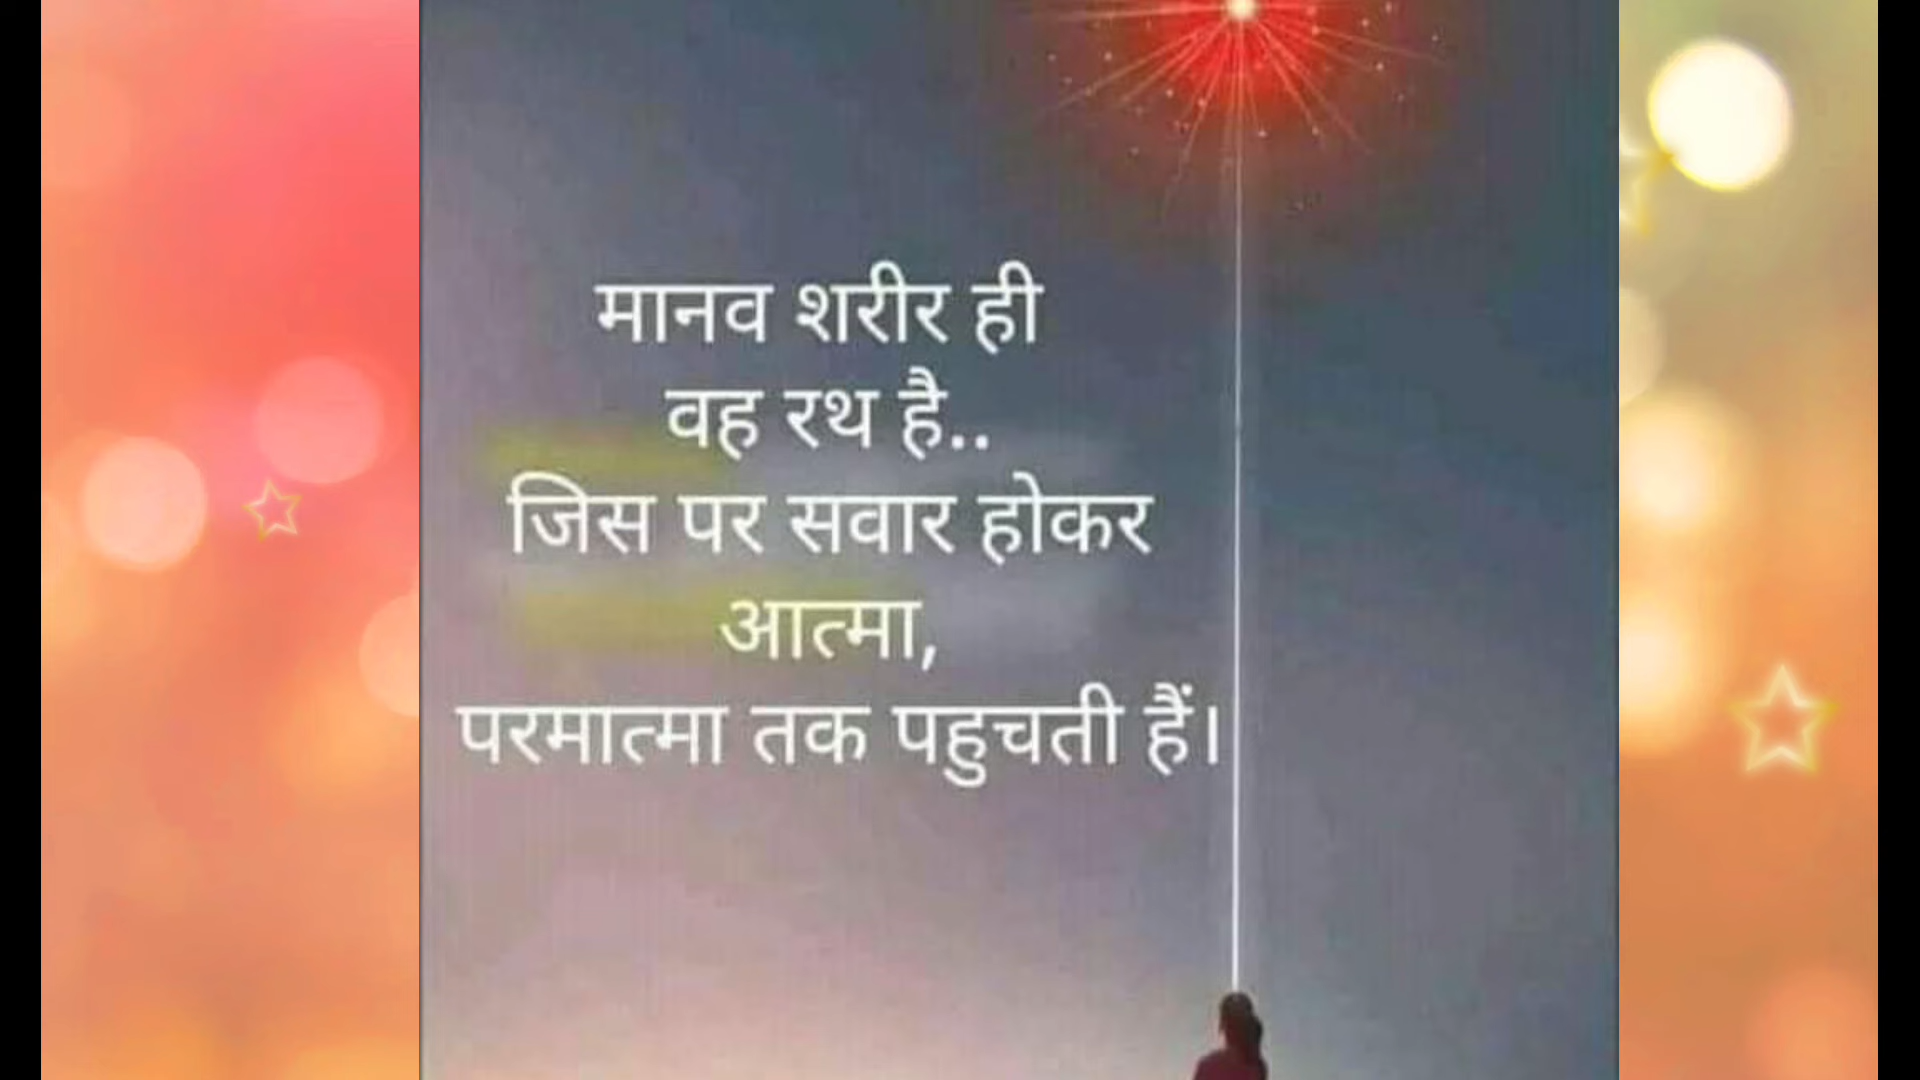 मानव शरीर ही
वह रथ है..
जिस पर सवार होकर
आत्मा,
परमात्मा तक पहुचती हैं।